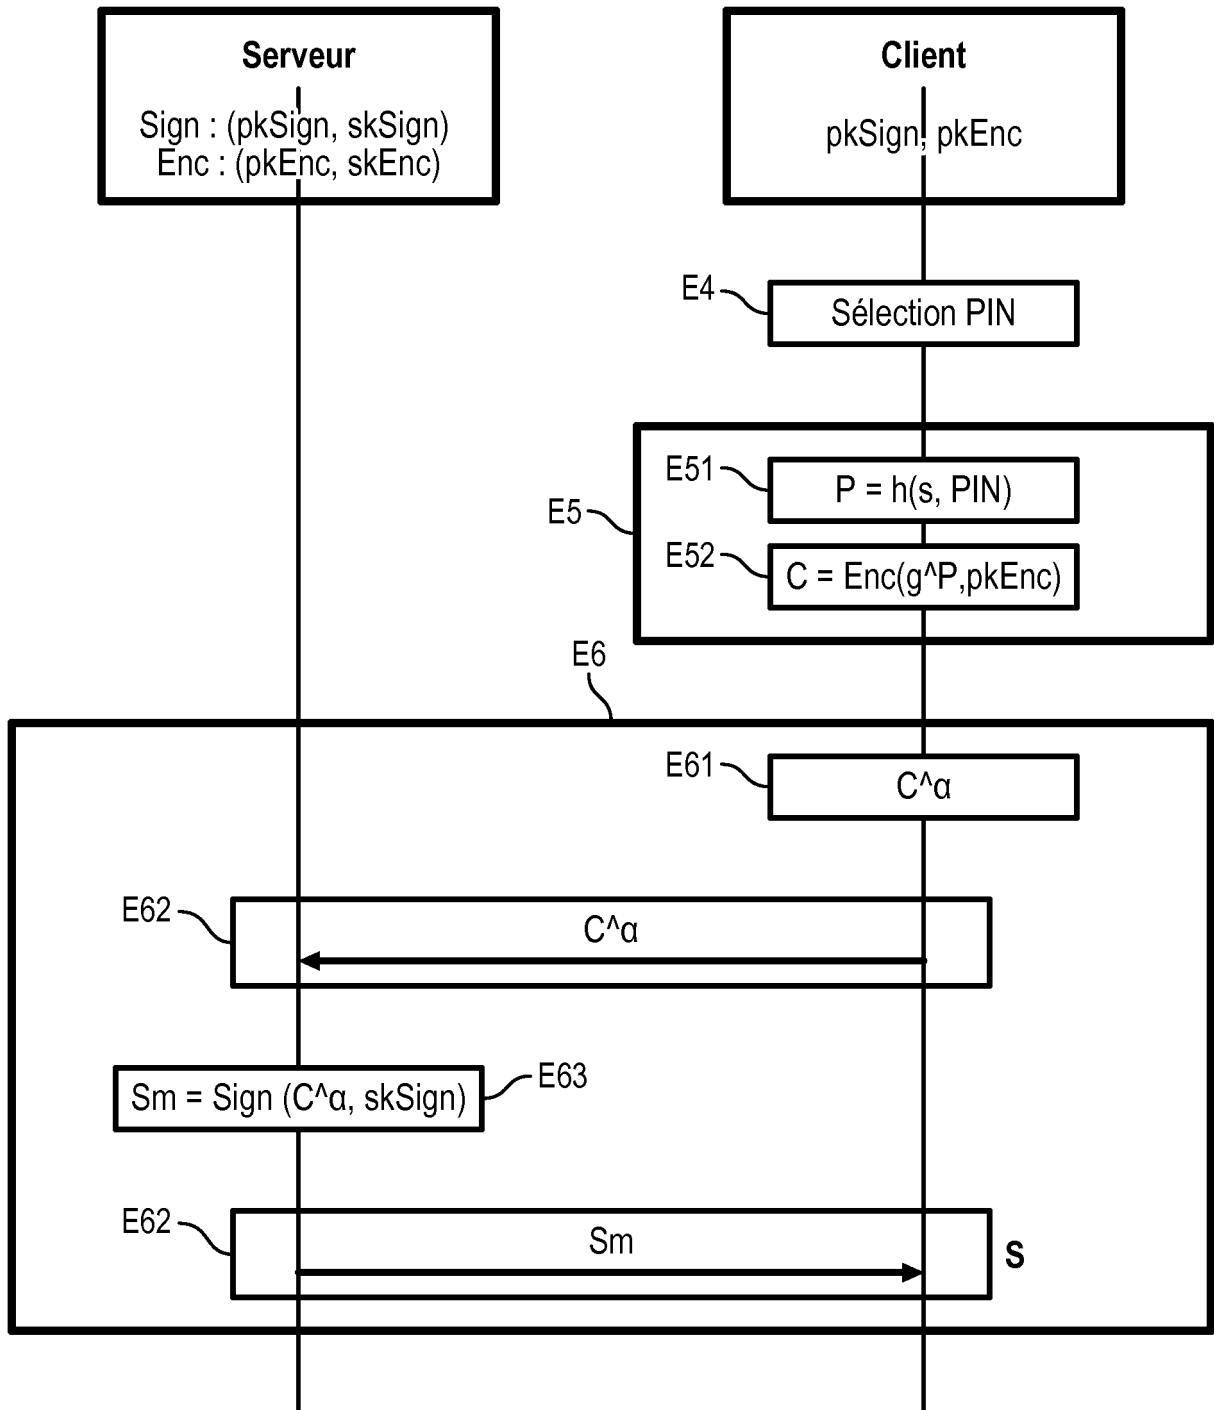 Serveur
Sign : (pkSign, skSign)
Enc : (pkEnc, skEnc)
Client
pkSign, pkEnc
E4
Sélection PIN
E51
P = h(s, PIN)
E5
E52
C = Enc(g^P,pkEnc)
E6
E61
C^α
E62
C^α
Sm = Sign (C^α, skSign)
E63
E62
Sm
S